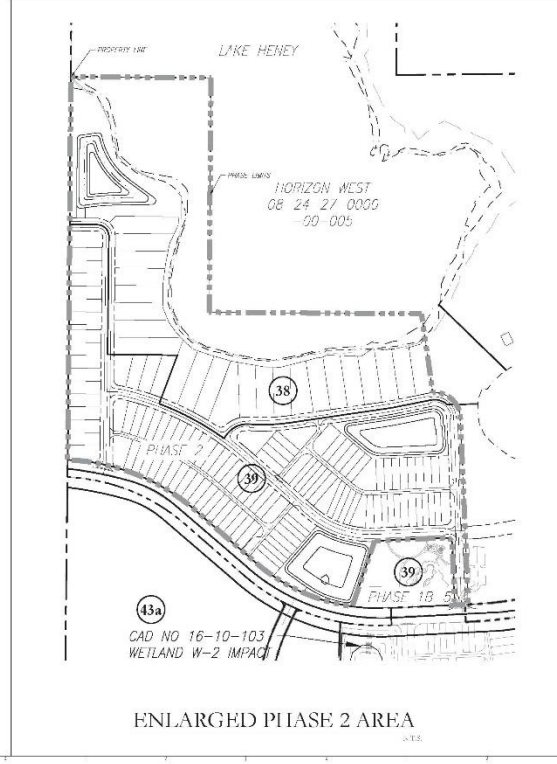 PROPERTY LINE
LAKE HENEY
PHASE LIMITS
HORIZON WEST
08 24 27 0000
-00-005
38
PHASE 2
39
39
PHASE 1B
43a
CAD NO 16-10-103
WETLAND W-2 IMPACT
ENLARGED PHASE 2 AREA
N.T.S.